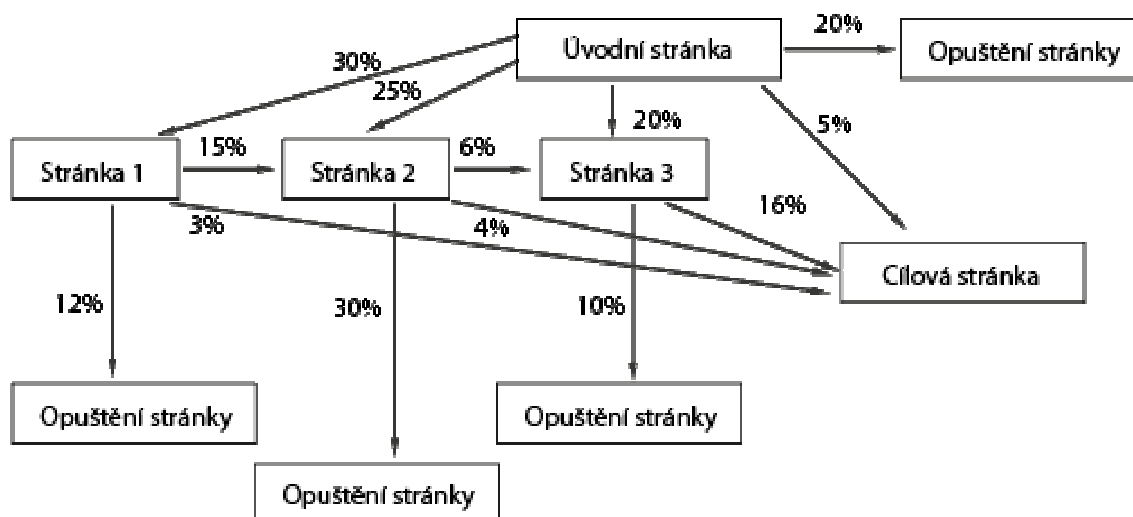 20%
Úvodní stránka
Opuštění stránky
30%
25%
20%
5%
15%
6%
Stránka 1
Stránka 2
Stránka 3
16%
3%
4%
Cílová stránka
12%
30%
10%
Opuštění stránky
Opuštění stránky
Opuštění stránky